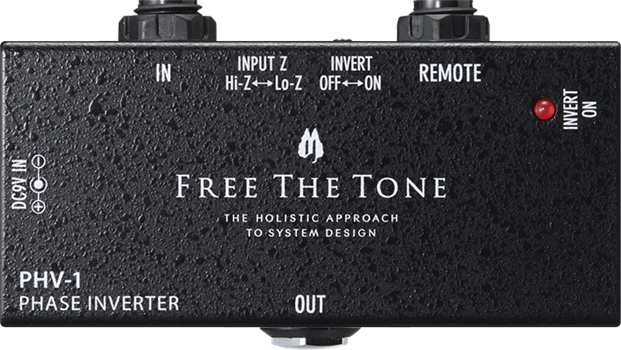 IN
INPUT Z
Hi-Z↔Lo-Z
INVERT
OFF↔ON
REMOTE
INVERT
ON
DC9V IN
FREE THE TONE
THE HOLISTIC APPROACH
TO SYSTEM DESIGN
PHV-1
PHASE INVERTER
OUT